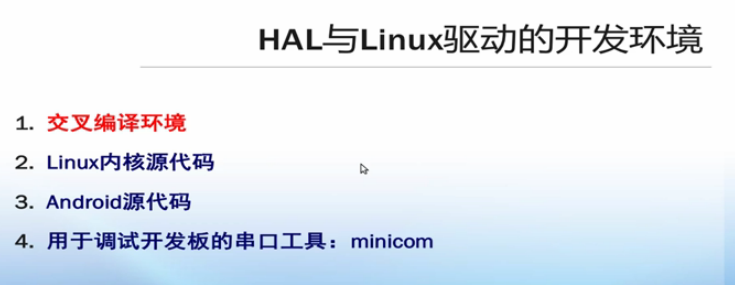 HAL与Linux驱动的开发环境
1. 交叉编译环境
2. Linux内核源代码
3. Android源代码
4. 用于调试开发板的串口工具：minicom